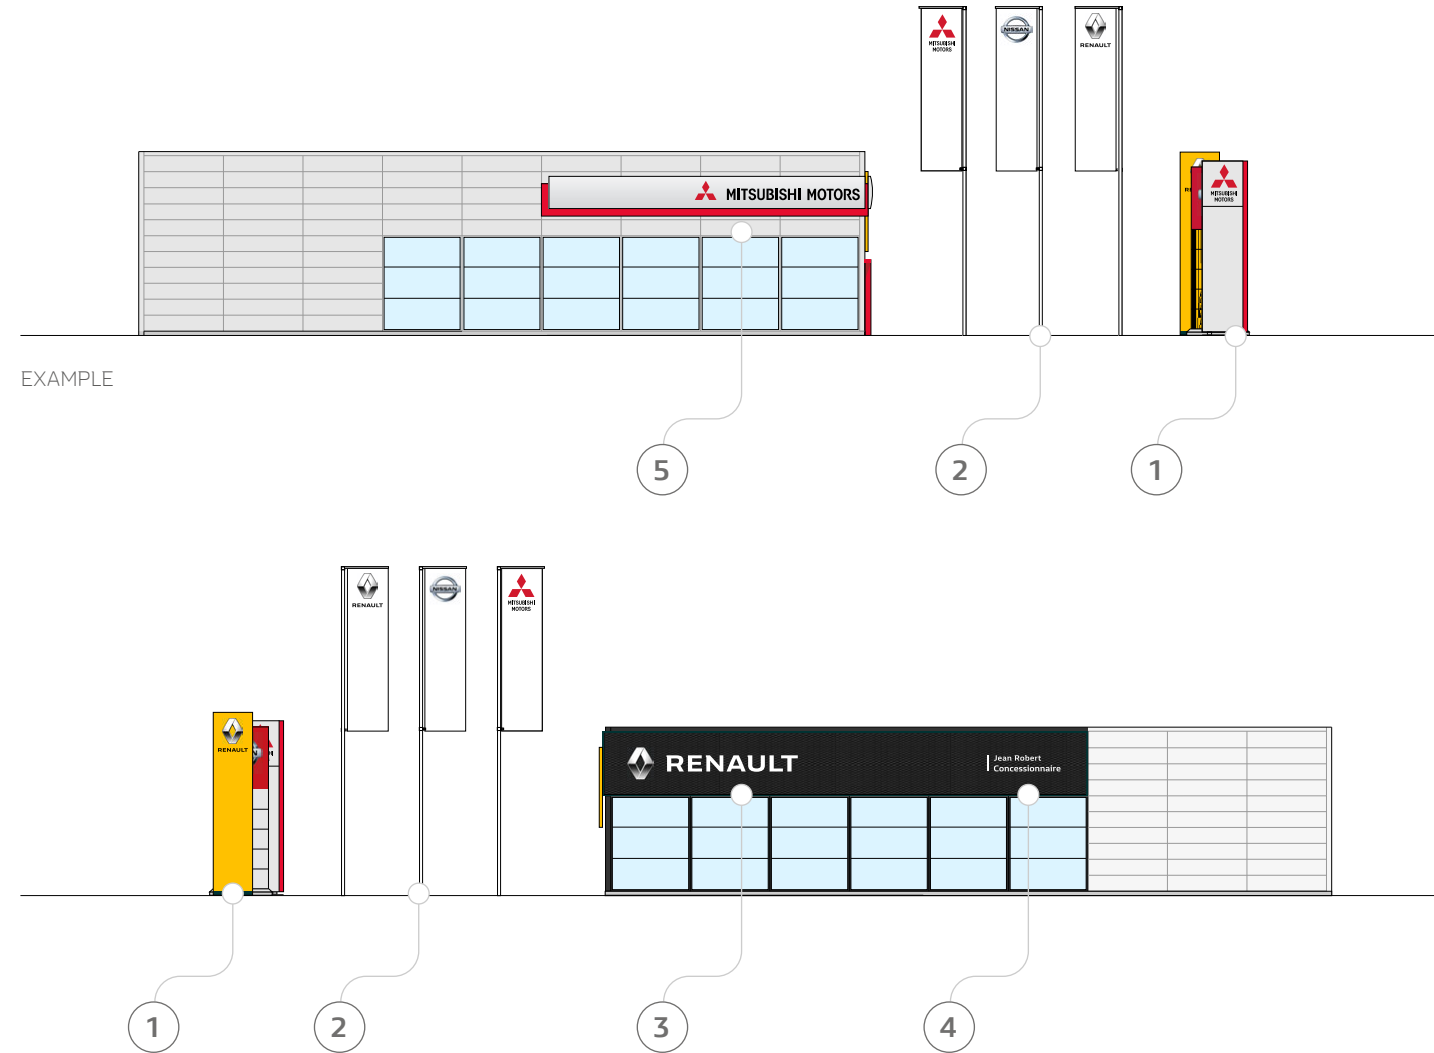 MITSUBISHI
MOTORS
NISSAN
RENAULT
MITSUBISHI MOTORS
MITSUBISHI
MOTORS
EXAMPLE
5
2
1
RENAULT
NISSAN
MITSUBISHI
MOTORS
RENAULT
RENAULT
Jean Robert
Concessionnaire
1
2
3
4